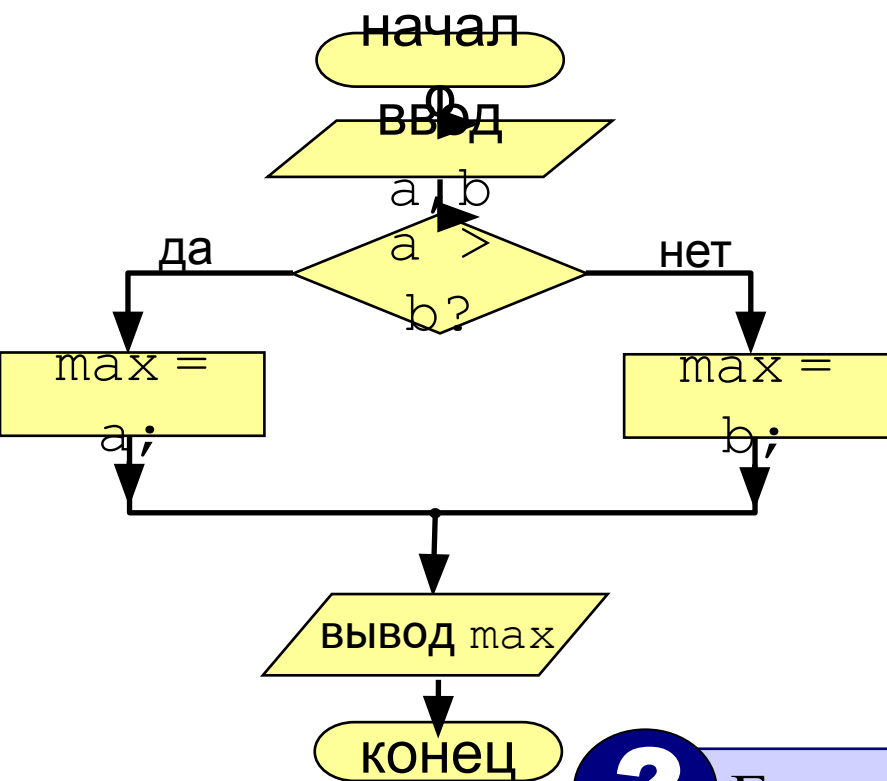 начал
о
ввод
a,b
a >
b?
да
нет
max =
a;
max =
b;
вывод max
конец
?